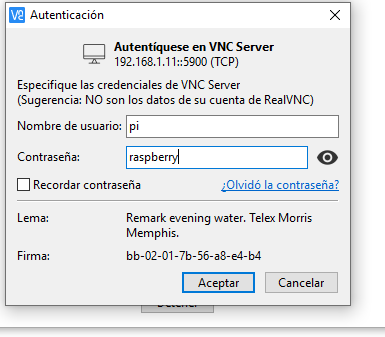 Autenticación
Autentíquese en VNC Server
192.168.1.11::5900 (TCP)
Especifique las credenciales de VNC Server
(Sugerencia: NO son los datos de su cuenta de RealVNC)
Nombre de usuario: pi
Contraseña: raspberry
Recordar contraseña ¿Olvidó la contraseña?
Lema: Remark evening water. Telex Morris
Memphis.
Firma: bb-02-01-7b-56-a8-e4-b4
Aceptar Cancelar
Detener